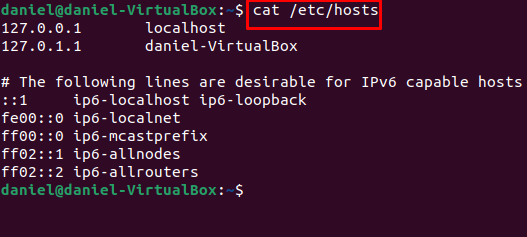 daniel@daniel-VirtualBox:~$ cat /etc/hosts
127.0.0.1       localhost
127.0.1.1       daniel-VirtualBox

# The following lines are desirable for IPv6 capable hosts
::1     ip6-localhost ip6-loopback
fe00::0 ip6-localnet
ff00::0 ip6-mcastprefix
ff02::1 ip6-allnodes
ff02::2 ip6-allrouters
daniel@daniel-VirtualBox:~$